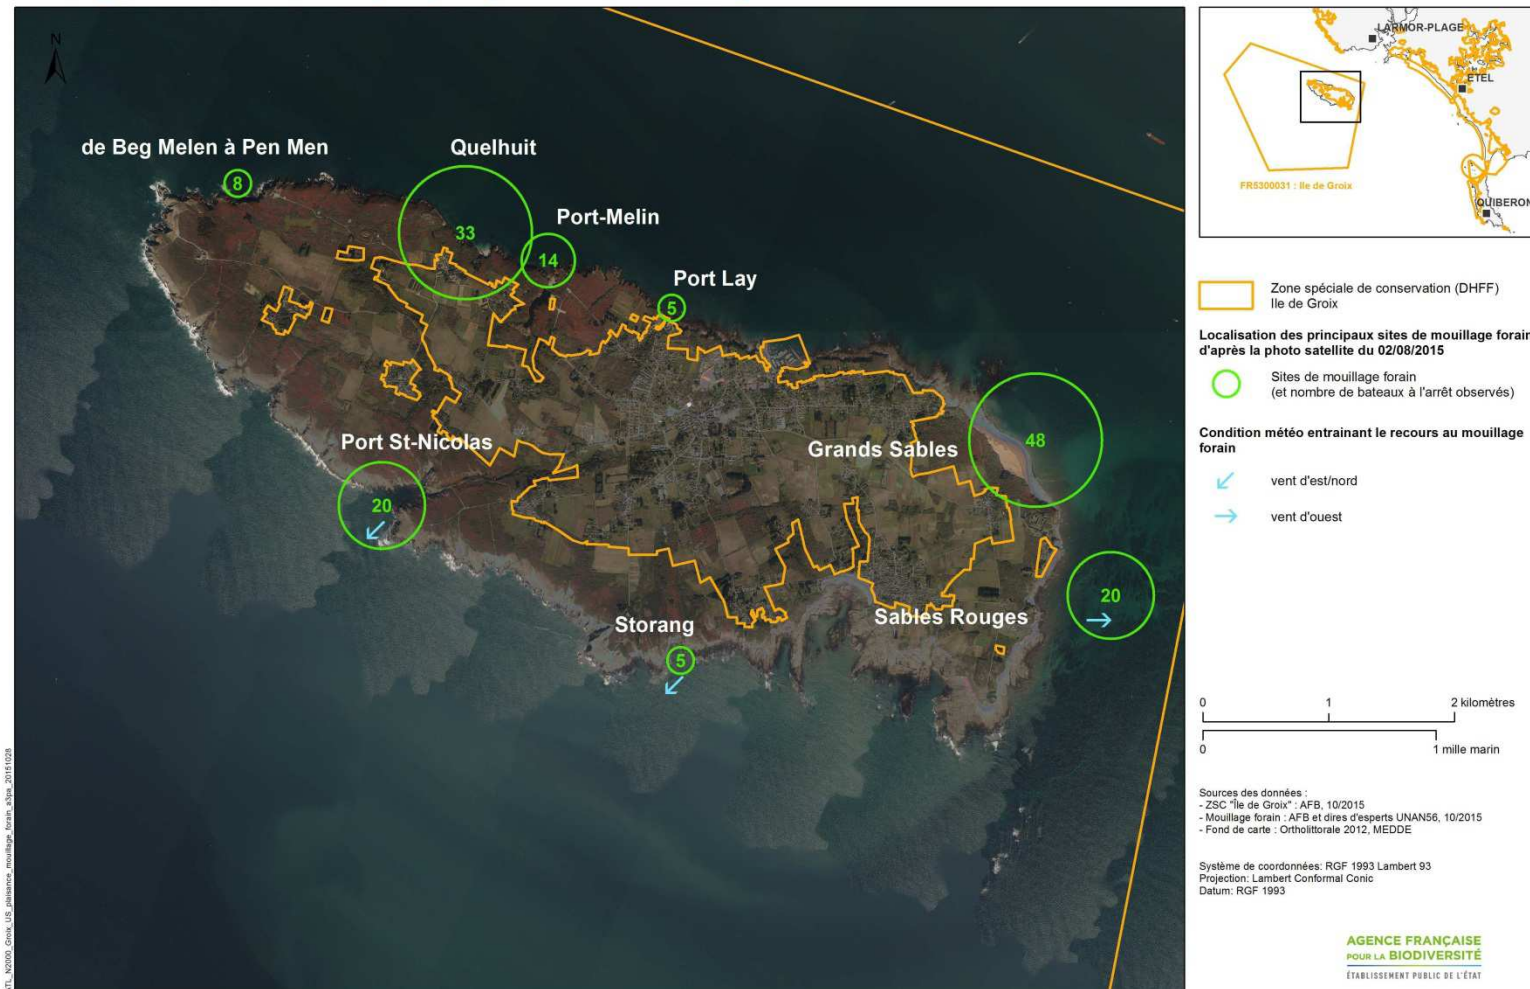 N
de Beg Melen à Pen Men
8
Quelhuit
33
Port-Melin
14
Port Lay
5
Port St-Nicolas
20
Grands Sables
48
Sables Rouges
20
Storang
5
LARMOR-PLAGE
ETEL
QUIBERON
FR5300031 : Ile de Groix
Zone spéciale de conservation (DHFF)
Ile de Groix
Localisation des principaux sites de mouillage forain
d'après la photo satellite du 02/08/2015
Sites de mouillage forain
(et nombre de bateaux à l'arrêt observés)
Condition météo entrainant le recours au mouillage
forain
vent d'est/nord
vent d'ouest
0 1 2 kilomètres
0 1 mille marin
Sources des données :
- ZSC "Île de Groix" : AFB, 10/2015
- Mouillage forain : AFB et dires d'experts UNAN56, 10/2015
- Fond de carte : Ortholittorale 2012, MEDDE
Système de coordonnées: RGF 1993 Lambert 93
Projection: Lambert Conformal Conic
Datum: RGF 1993
AGENCE FRANÇAISE
POUR LA BIODIVERSITÉ
ÉTABLISSEMENT PUBLIC DE L'ÉTAT
ATL_N2000_Groix_US_plaisance_mouillage_forain_a3pa_20151028